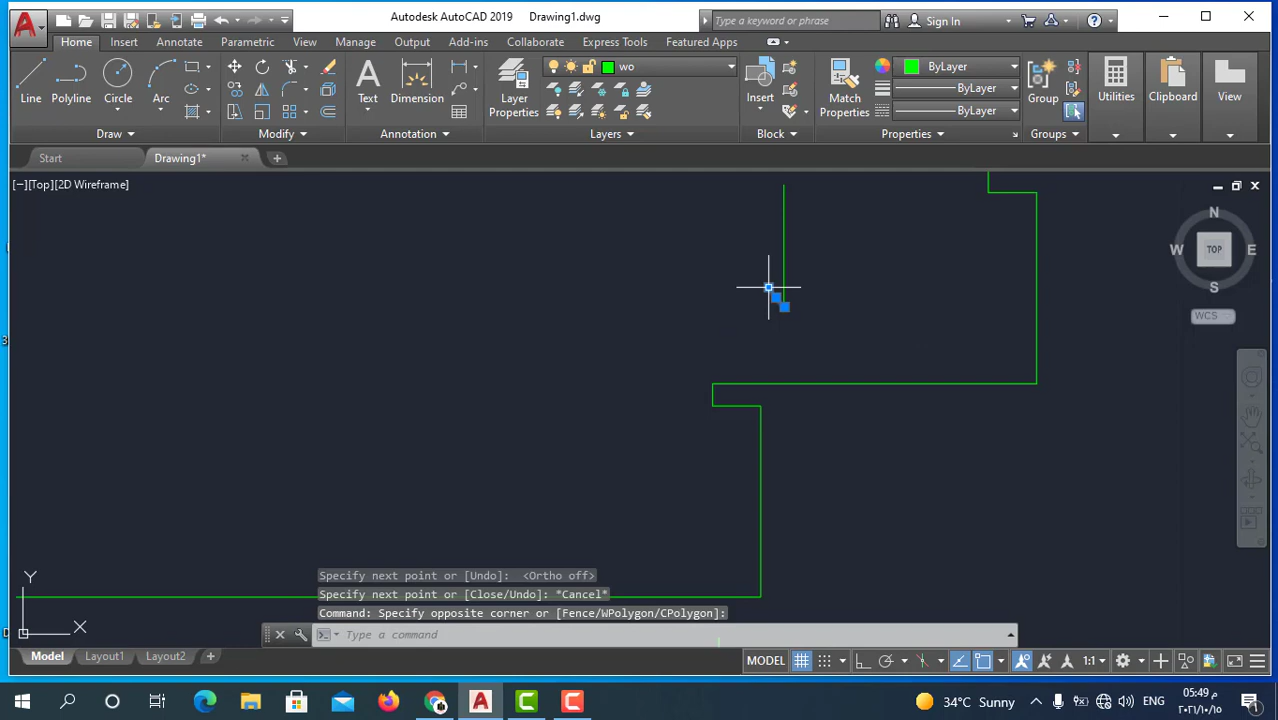 Autodesk AutoCAD 2019 Drawing1.dwg
Type a keyword or phrase
Sign In
Home Insert Annotate Parametric View Manage Output Add-ins Collaborate Express Tools Featured Apps
Line Polyline Circle Arc
Draw
Modify
Text Dimension
Annotation
Layer Properties
wo
Layers
Insert
Block
Match Properties
ByLayer
ByLayer
ByLayer
Properties
Group
Groups
Utilities
Clipboard
View
Start Drawing1*
[−][Top][2D Wireframe]
N
W TOP E
S
WCS
Y
X
Specify next point or [Undo]: <Ortho off>
Specify next point or [Close/Undo]: *Cancel*
Command: Specify opposite corner or [Fence/WPolygon/CPolygon]:
Type a command
Model Layout1 Layout2
MODEL 1:1
34°C Sunny
ENG
05:49 م